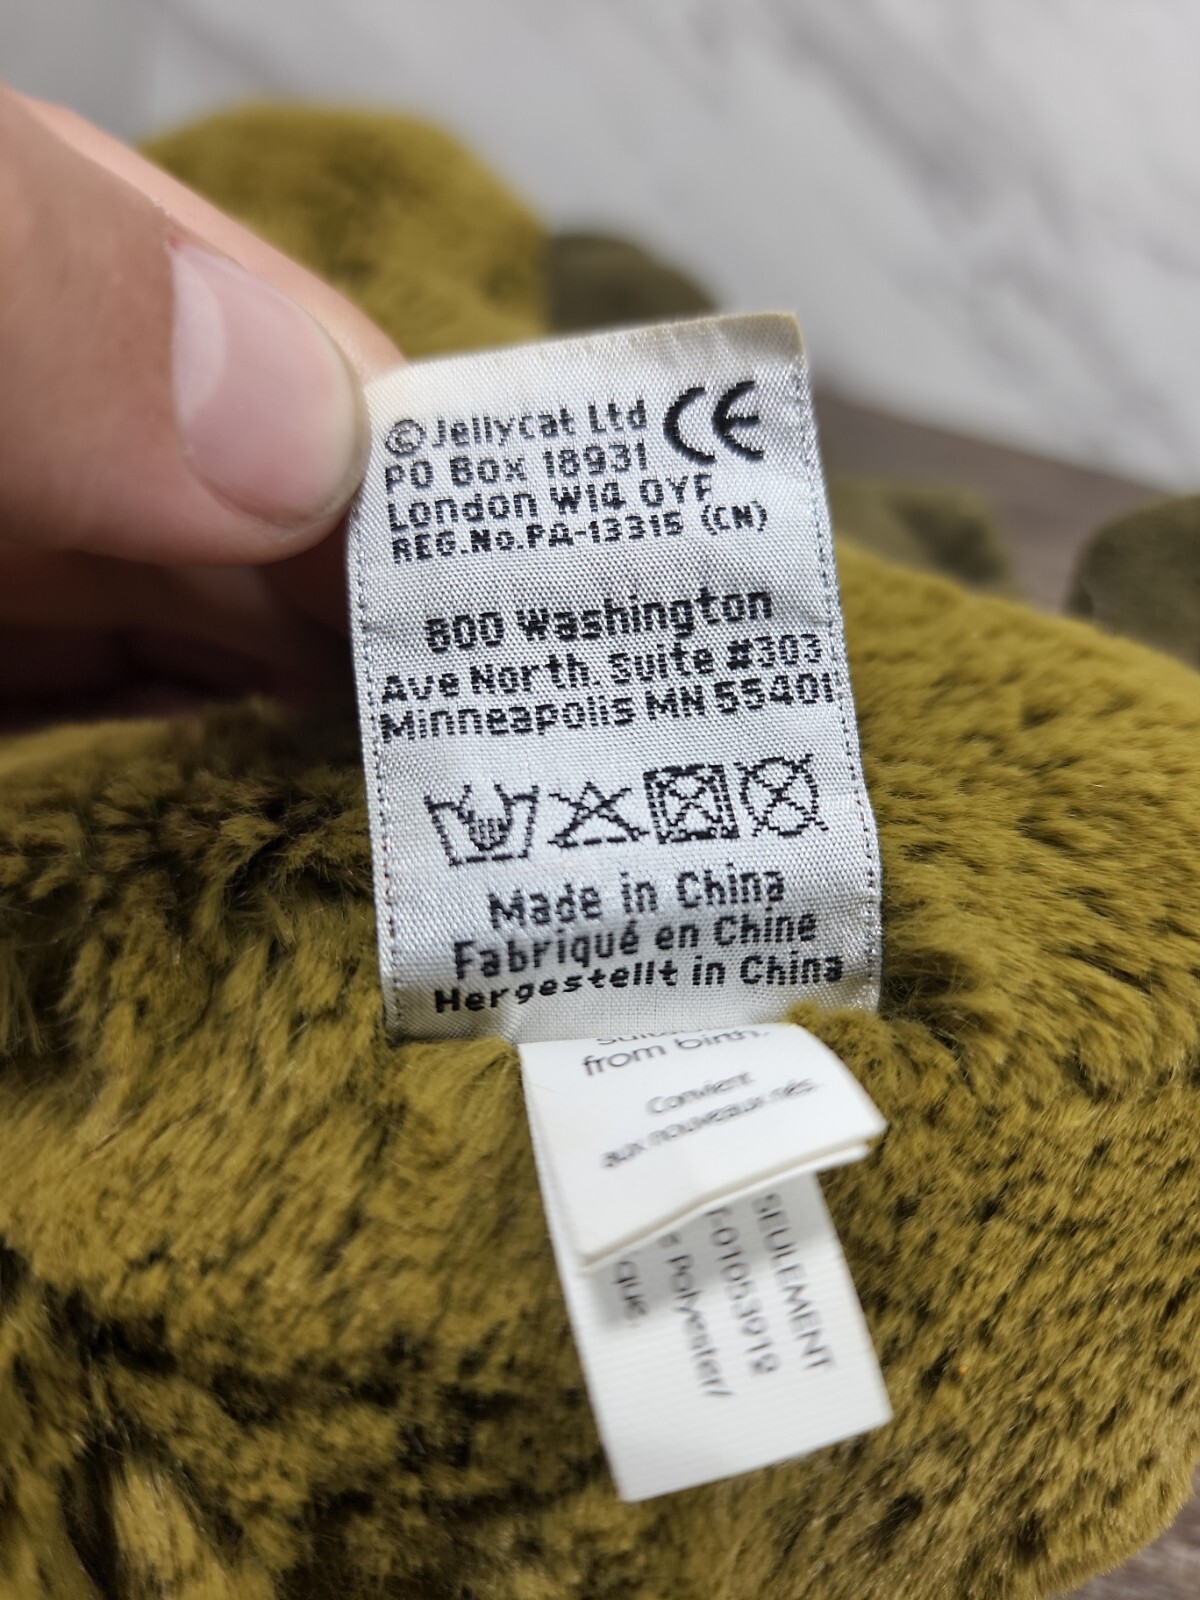 ©Jellycat Ltd CE
PO Box 18931
London W14 0YF
REG.No.PA-13315 (CN)
800 Washington
Ave North. Suite #303
Minneapolis MN 55401
Made in China
Fabriqué en Chine
Hergestellt in China
from birth.
Convient
aux nouveaux-nés.
SEULEMENT
-01053919
Polyester/
que.